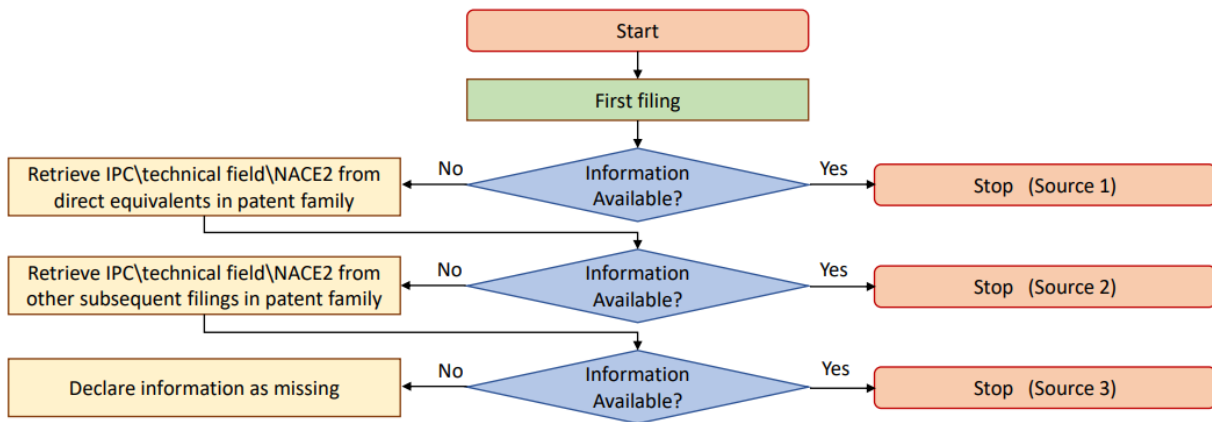 Start
First filing
Retrieve IPC\technical field\NACE2 from
direct equivalents in patent family
No
Information
Available?
Yes
Stop (Source 1)
Retrieve IPC\technical field\NACE2 from
other subsequent filings in patent family
No
Information
Available?
Yes
Stop (Source 2)
Declare information as missing
No
Information
Available?
Yes
Stop (Source 3)